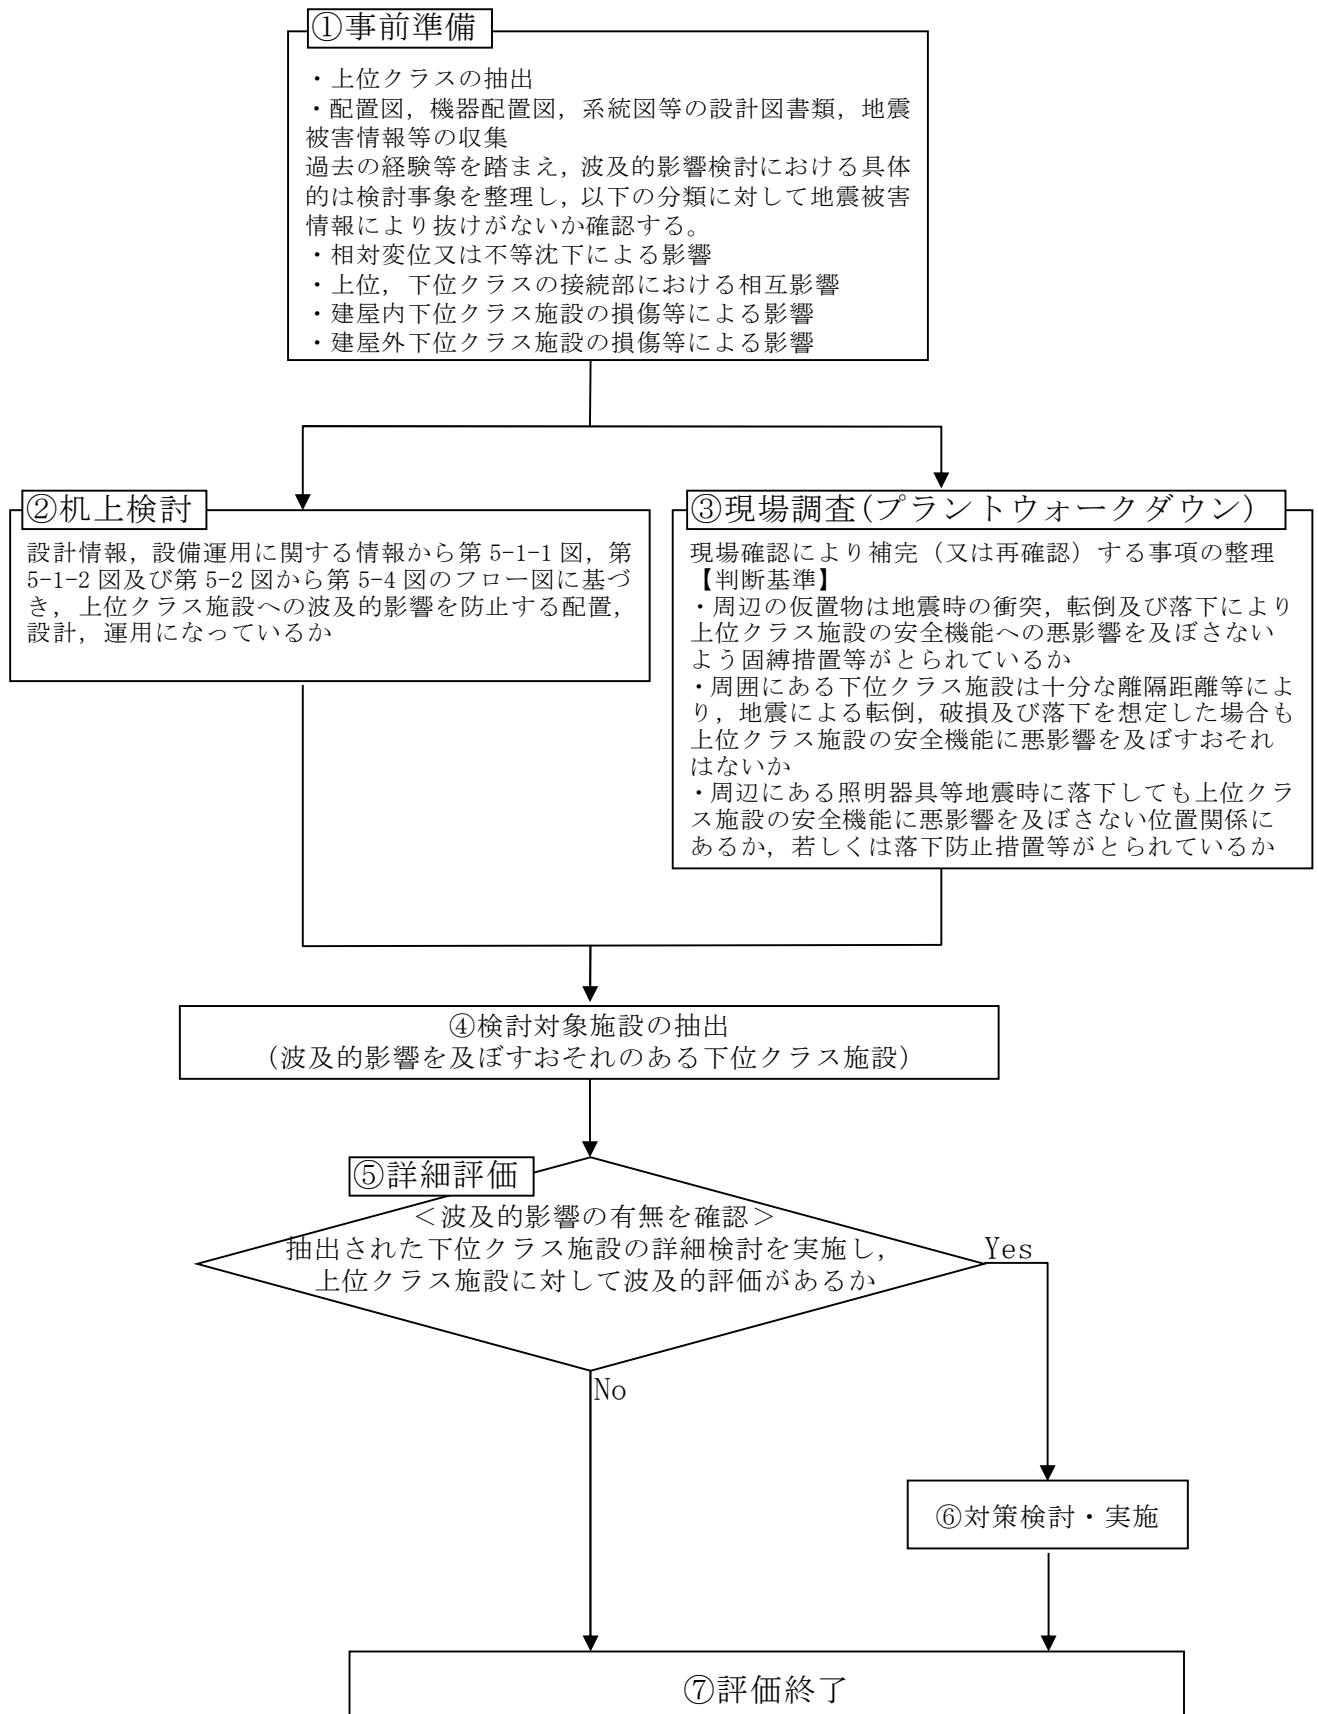 ①事前準備
・上位クラスの抽出
・配置図，機器配置図，系統図等の設計図書類，地震
被害情報等の収集
過去の経験等を踏まえ，波及的影響検討における具体
的は検討事象を整理し，以下の分類に対して地震被害
情報により抜けがないか確認する。
・相対変位又は不等沈下による影響
・上位，下位クラスの接続部における相互影響
・建屋内下位クラス施設の損傷等による影響
・建屋外下位クラス施設の損傷等による影響
②机上検討
設計情報，設備運用に関する情報から第 5-1-1 図，第
5-1-2 図及び第 5-2 図から第 5-4 図のフロー図に基づ
き，上位クラス施設への波及的影響を防止する配置，
設計，運用になっているか
③現場調査(プラントウォークダウン)
現場確認により補完（又は再確認）する事項の整理
【判断基準】
・周辺の仮置物は地震時の衝突，転倒及び落下により
上位クラス施設の安全機能への悪影響を及ぼさない
よう固縛措置等がとられているか
・周囲にある下位クラス施設は十分な離隔距離等によ
り，地震による転倒，破損及び落下を想定した場合も
上位クラス施設の安全機能に悪影響を及ぼすおそれ
はないか
・周辺にある照明器具等地震時に落下しても上位クラ
ス施設の安全機能に悪影響を及ぼさない位置関係に
あるか，若しくは落下防止措置等がとられているか
④検討対象施設の抽出
（波及的影響を及ぼすおそれのある下位クラス施設）
⑤詳細評価
＜波及的影響の有無を確認＞
抽出された下位クラス施設の詳細検討を実施し，
上位クラス施設に対して波及的評価があるか
Yes
No
⑥対策検討・実施
⑦評価終了